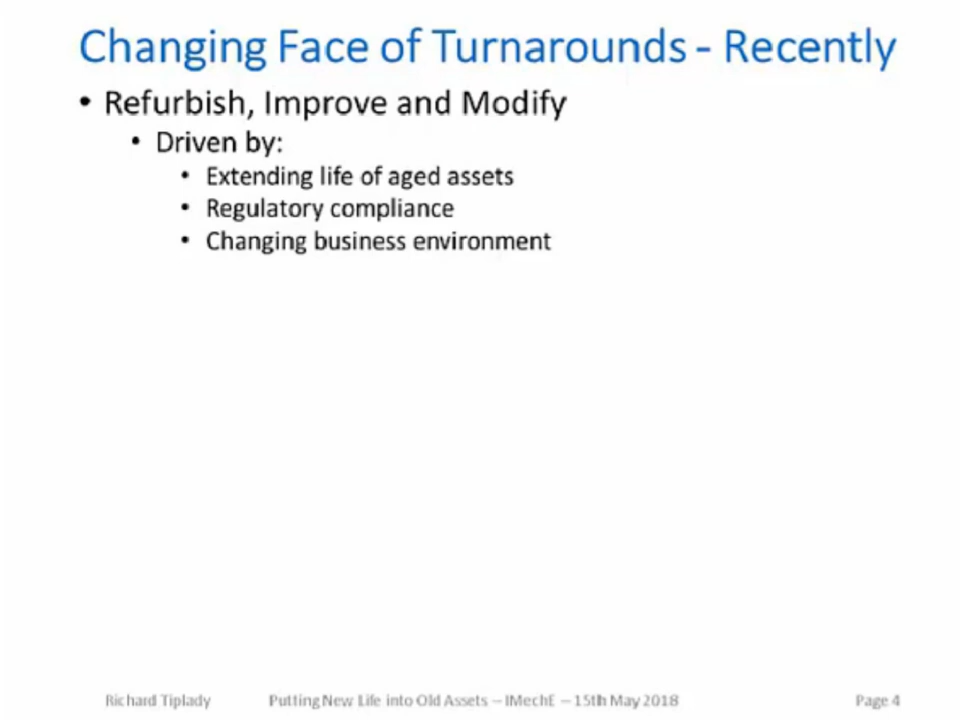 Changing Face of Turnarounds - Recently
• Refurbish, Improve and Modify
• Driven by:
• Extending life of aged assets
• Regulatory compliance
• Changing business environment
Richard Tiplady Putting New Life into Old Assets – IMechE – 15th May 2018 Page 4